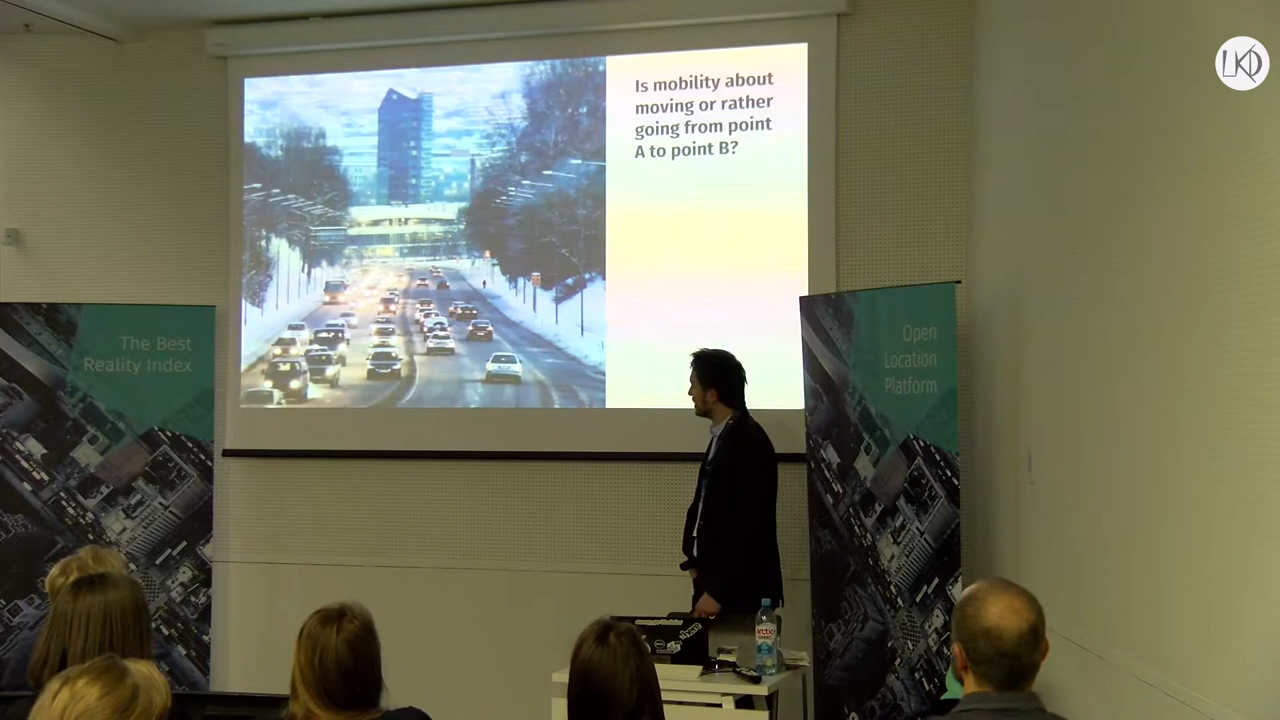 LKD
Is mobility about
moving or rather
going from point
A to point B?
The Best
Reality Index
Open
Location
Platform
here
arctic